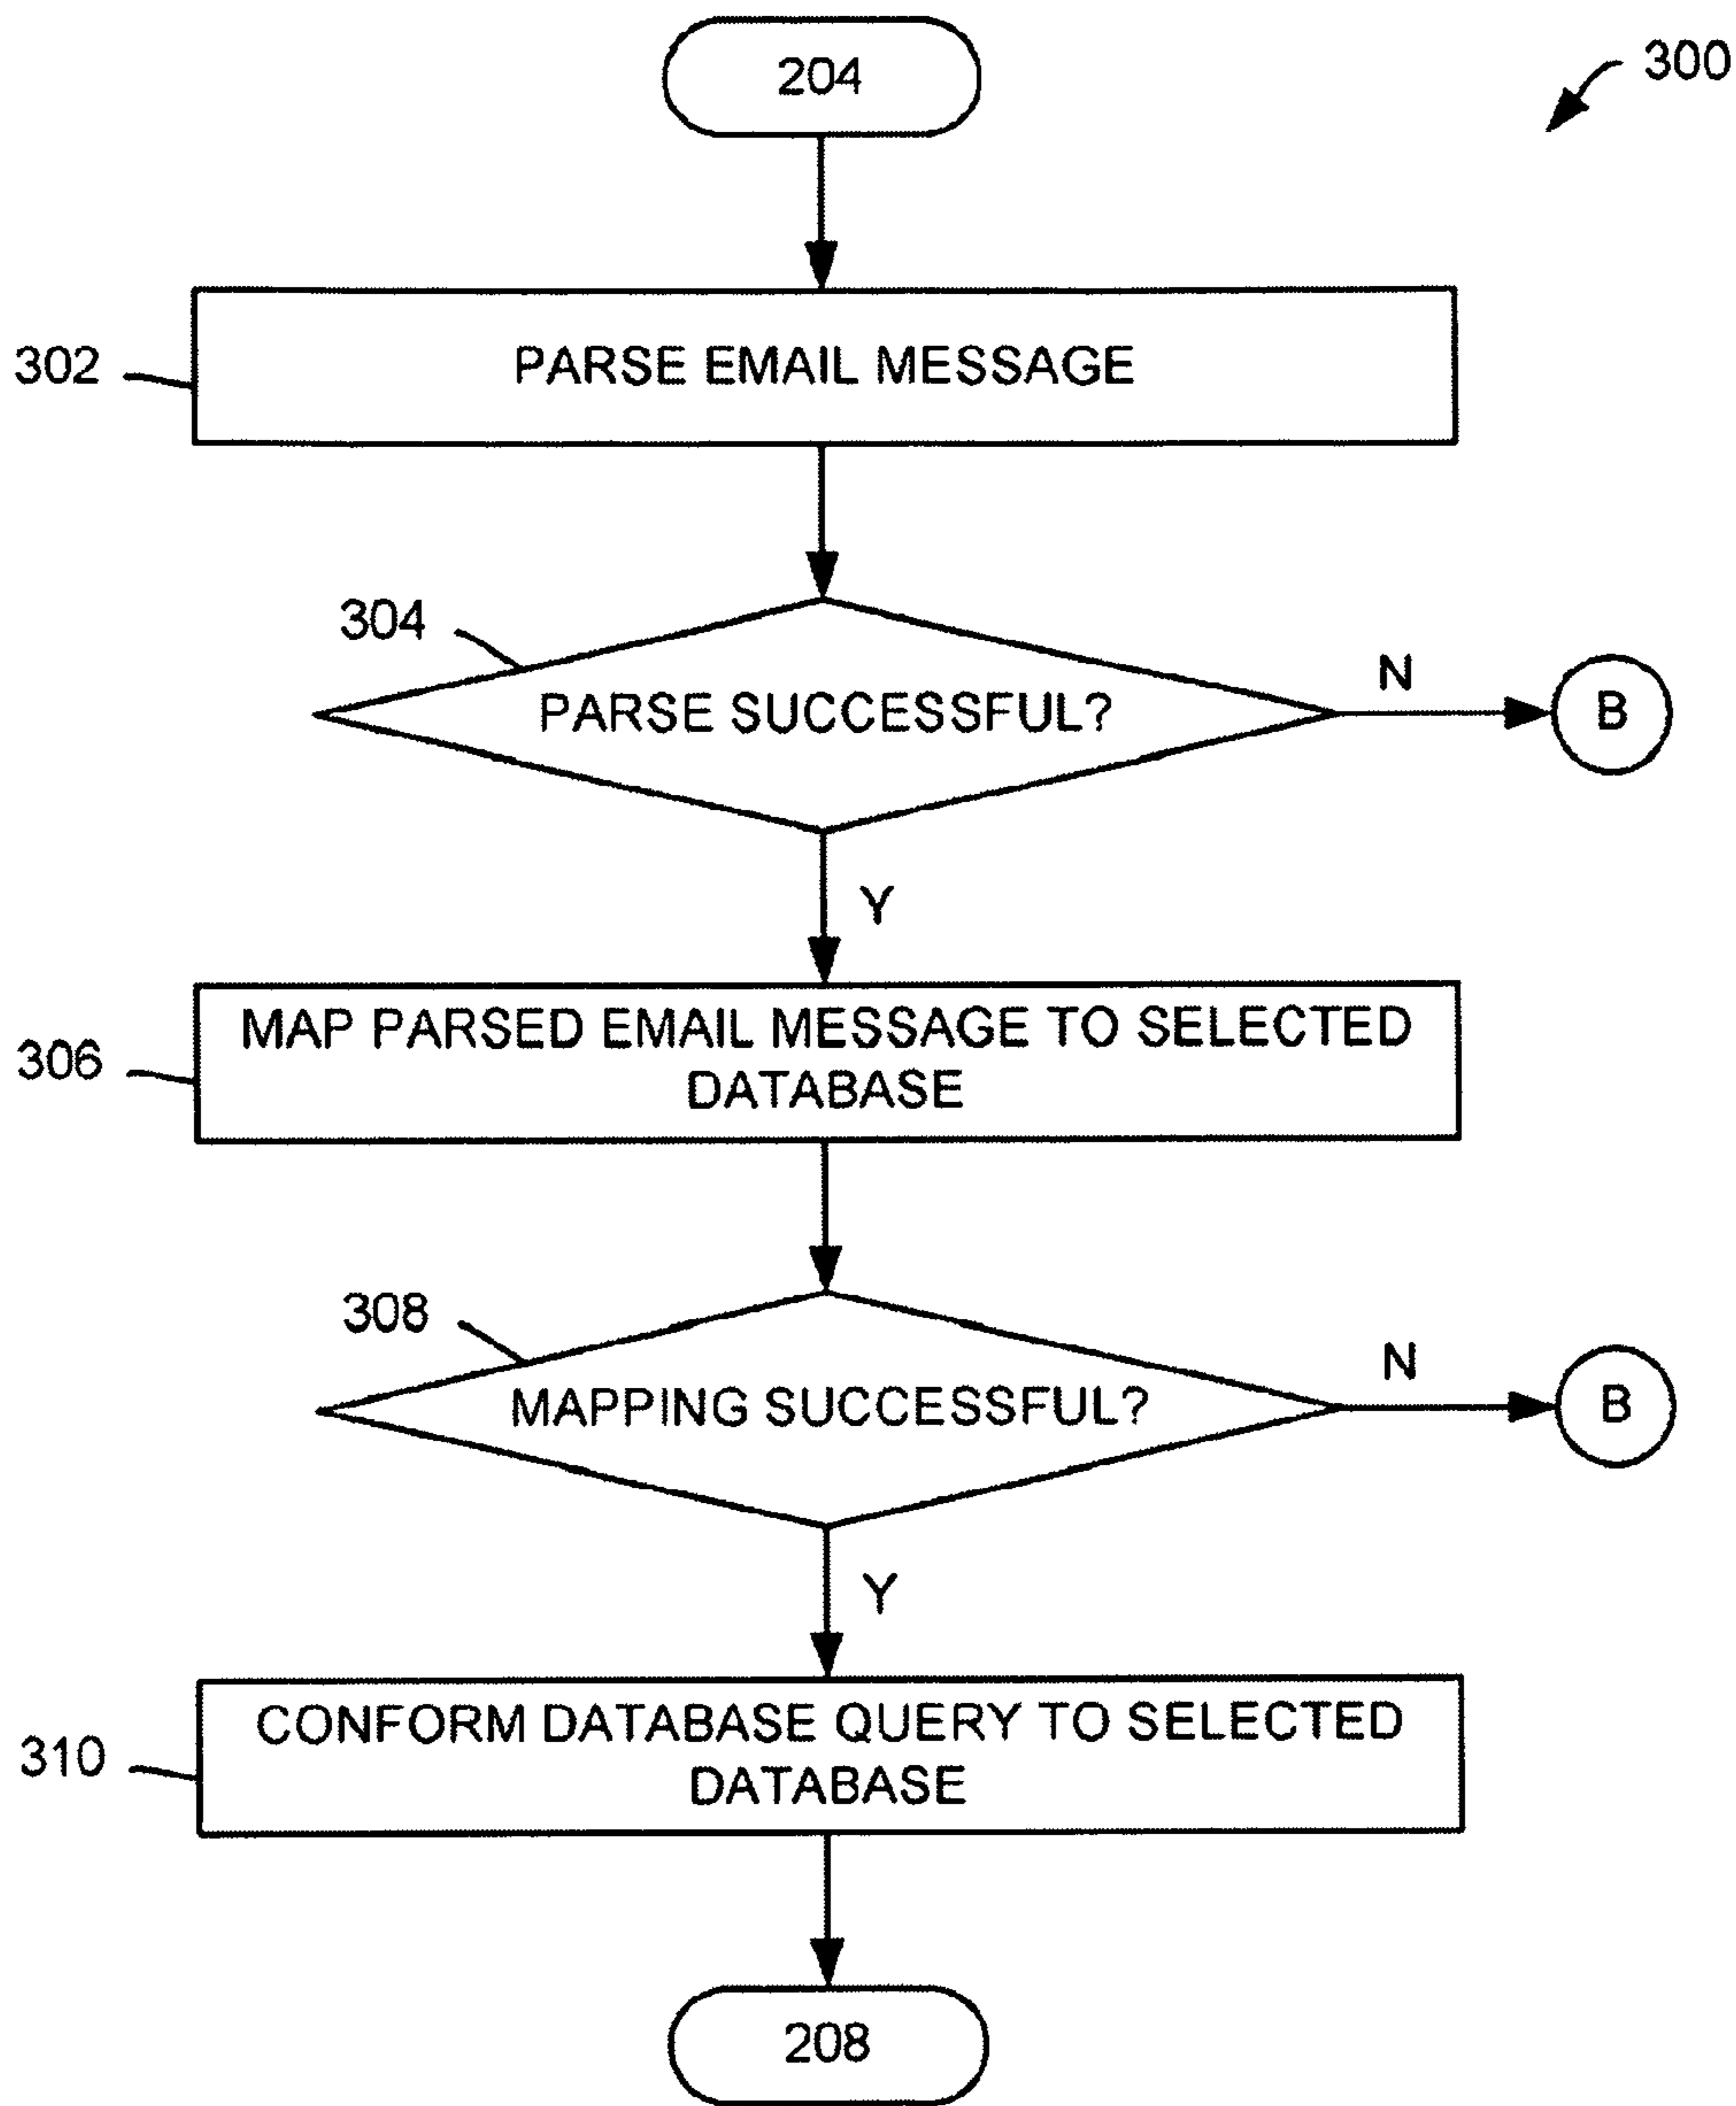 204
300
302
PARSE EMAIL MESSAGE
304
PARSE SUCCESSFUL?
N
B
Y
306
MAP PARSED EMAIL MESSAGE TO SELECTED
DATABASE
308
MAPPING SUCCESSFUL?
N
B
Y
310
CONFORM DATABASE QUERY TO SELECTED
DATABASE
208